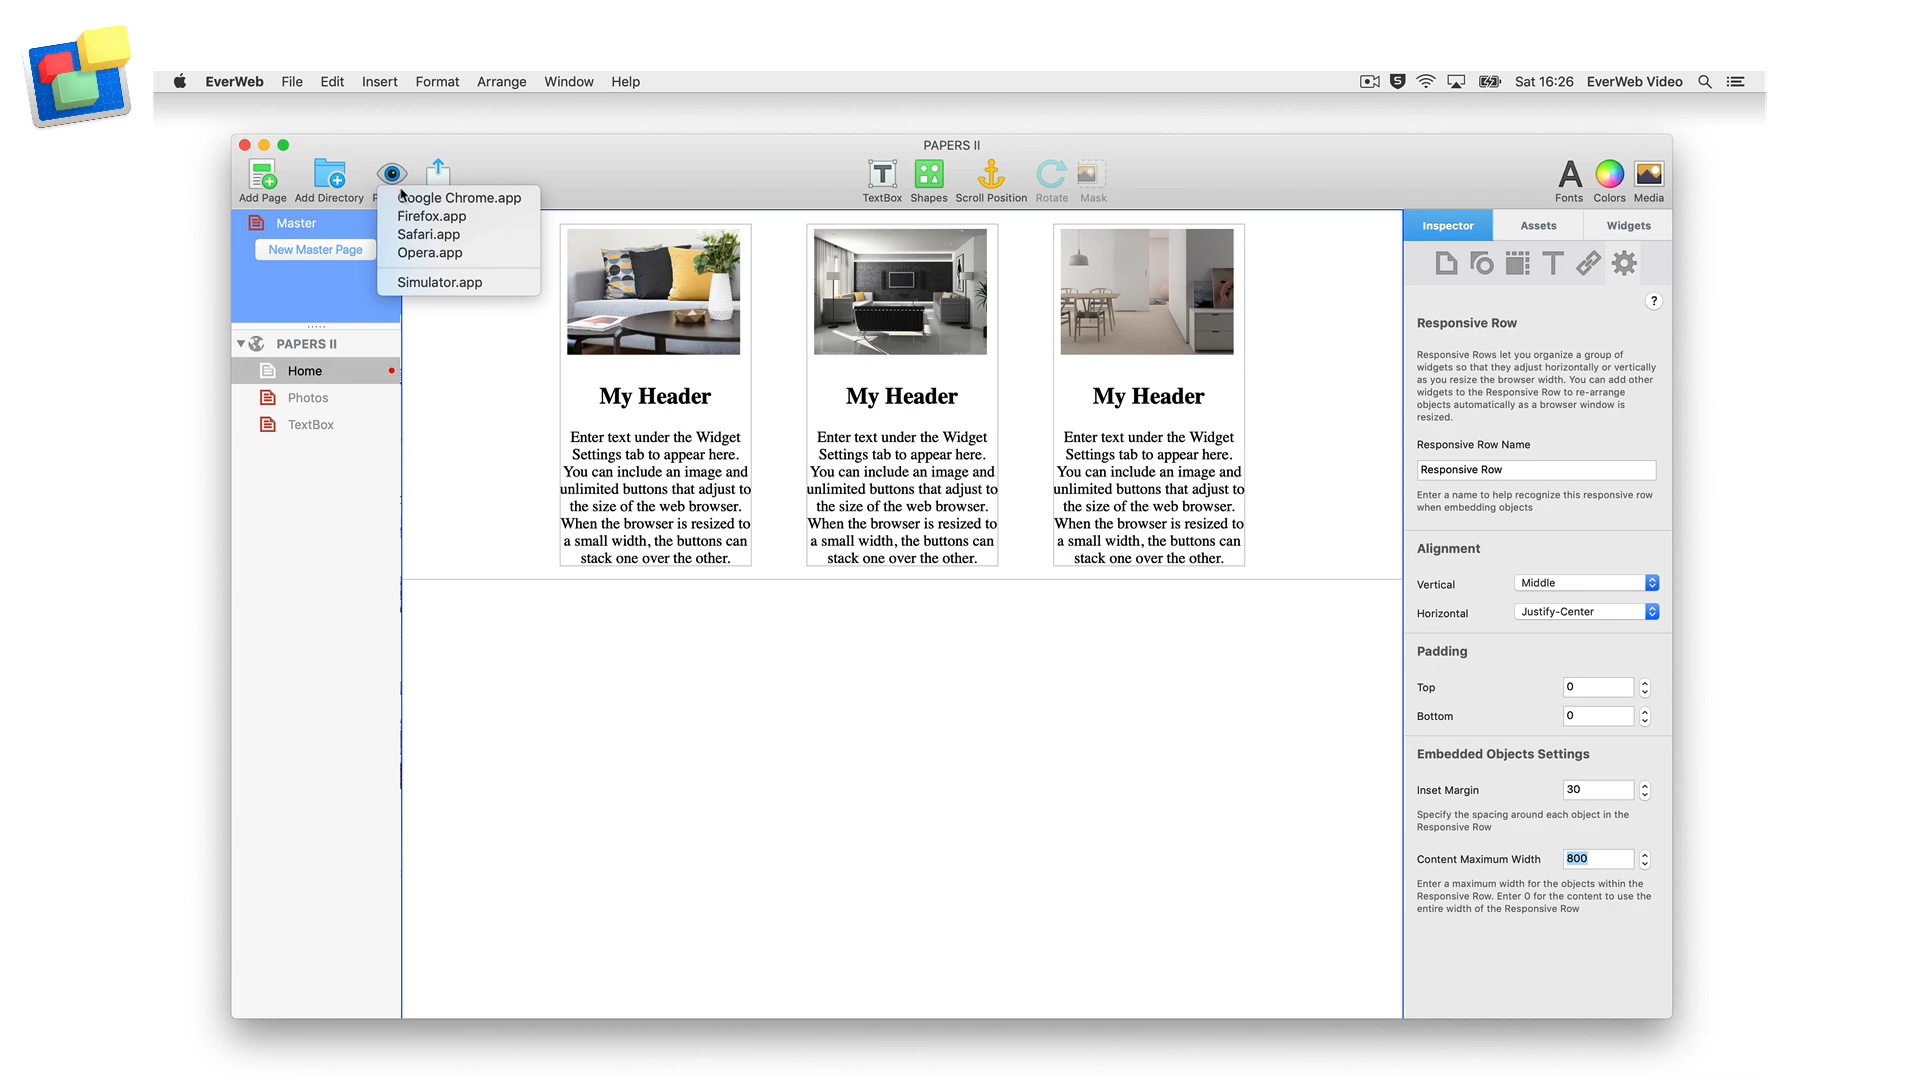 EverWeb File Edit Insert Format Arrange Window Help
S Sat 16:26 EverWeb Video
PAPERS II
Add Page Add Directory
T
TextBox Shapes Scroll Position Rotate Mask
A
Fonts Colors Media
Google Chrome.app
Firefox.app
Safari.app
Opera.app
Simulator.app
Master
New Master Page
PAPERS II
Home
Photos
TextBox
My Header
Enter text under the Widget
Settings tab to appear here.
You can include an image and
unlimited buttons that adjust to
the size of the web browser.
When the browser is resized to
a small width, the buttons can
stack one over the other.
My Header
Enter text under the Widget
Settings tab to appear here.
You can include an image and
unlimited buttons that adjust to
the size of the web browser.
When the browser is resized to
a small width, the buttons can
stack one over the other.
My Header
Enter text under the Widget
Settings tab to appear here.
You can include an image and
unlimited buttons that adjust to
the size of the web browser.
When the browser is resized to
a small width, the buttons can
stack one over the other.
Inspector Assets Widgets
T
?
Responsive Row
Responsive Rows let you organize a group of
widgets so that they adjust horizontally or vertically
as you resize the browser width. You can add other
widgets to the Responsive Row to re-arrange
objects automatically as a browser window is
resized.
Responsive Row Name
Responsive Row
Enter a name to help recognize this responsive row
when embedding objects
Alignment
Vertical Middle
Horizontal Justify-Center
Padding
Top 0
Bottom 0
Embedded Objects Settings
Inset Margin 30
Specify the spacing around each object in the
Responsive Row
Content Maximum Width 800
Enter a maximum width for the objects within the
Responsive Row. Enter 0 for the content to use the
entire width of the Responsive Row